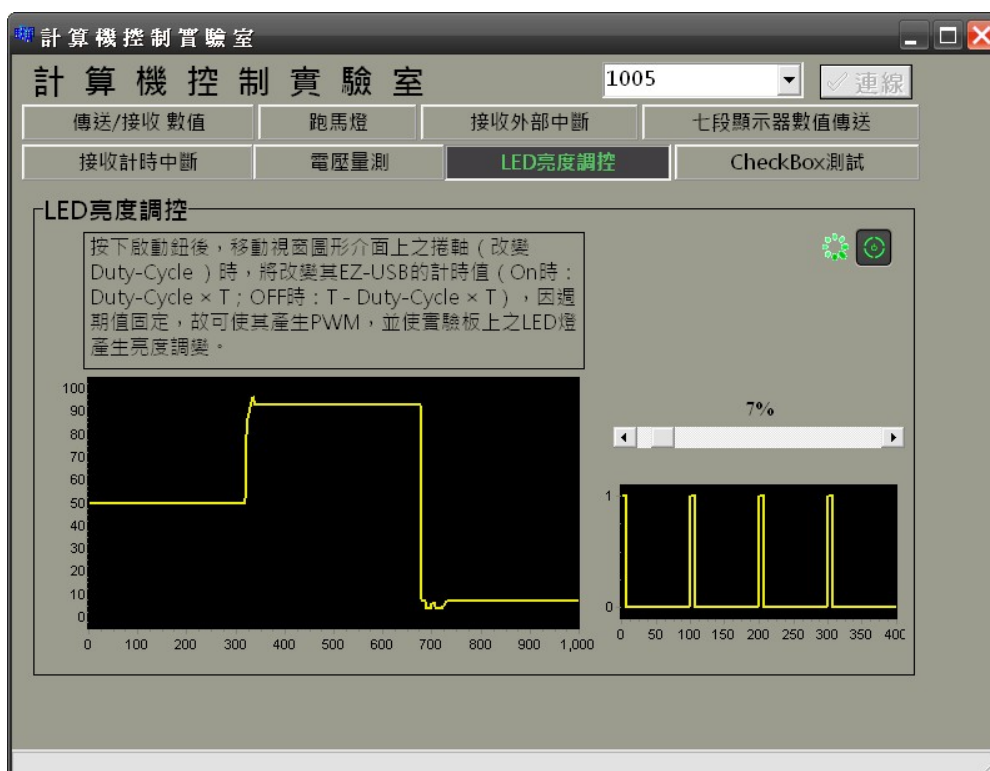 計算機控制實驗室
計算機控制實驗室
1005
連線
傳送/接收 數值
跑馬燈
接收外部中斷
七段顯示器數值傳送
接收計時中斷
電壓量測
LED亮度調控
CheckBox測試
LED亮度調控
按下啟動鈕後，移動視窗圖形介面上之捲軸（改變
Duty-Cycle ）時，將改變其EZ-USB的計時值（On時：
Duty-Cycle × T；OFF時：T - Duty-Cycle × T），因週
期值固定，故可使其產生PWM，並使實驗板上之LED燈
產生亮度調變。
100
90
80
70
60
50
40
30
20
10
0
0 100 200 300 400 500 600 700 800 900 1,000
7%
1
0
0 50 100 150 200 250 300 350 400